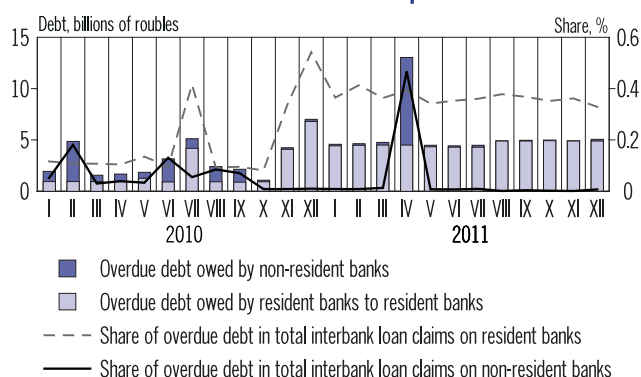 Debt, billions of roubles Share, %
15 0.6
10 0.4
5 0.2
0 0
I II III IV V VI VII VIII IX X XI XII I II III IV V VI VII VIII IX X XI XII
2010 2011
Overdue debt owed by non-resident banks
Overdue debt owed by resident banks to resident banks
Share of overdue debt in total interbank loan claims on resident banks
Share of overdue debt in total interbank loan claims on non-resident banks